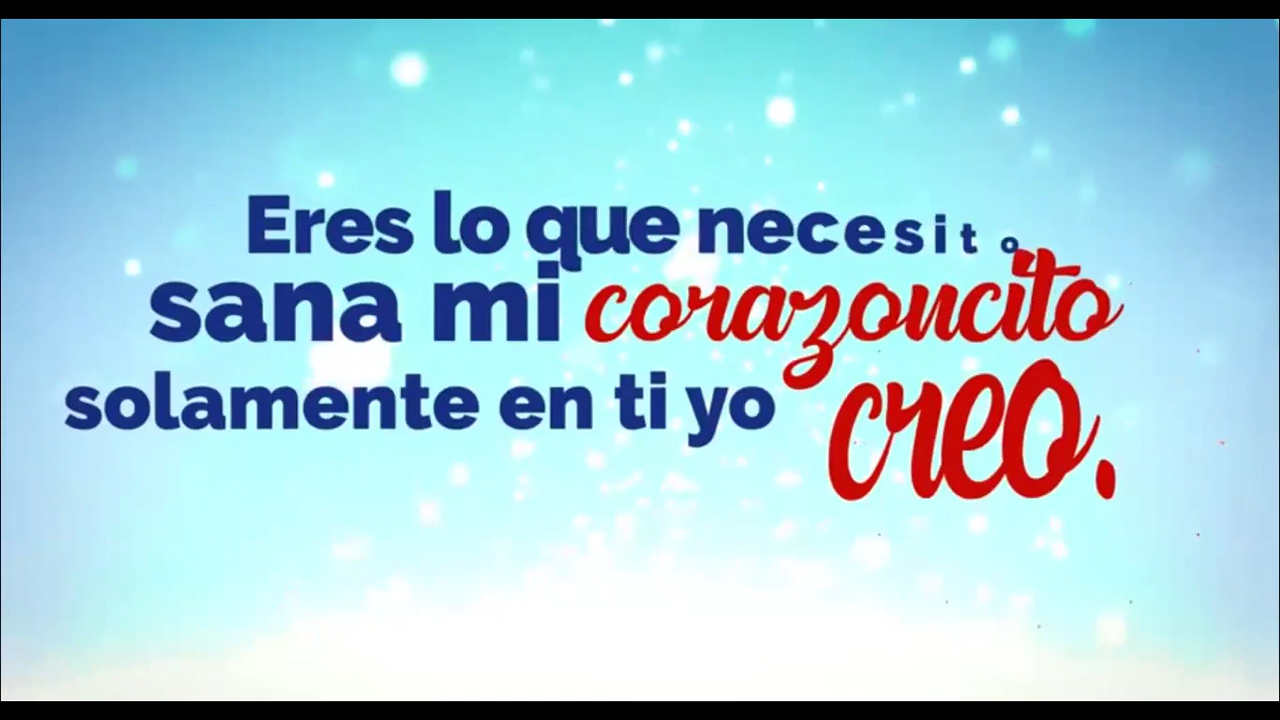 Eres lo que necesito
sana mi corazoncito
solamente en ti yo creo.